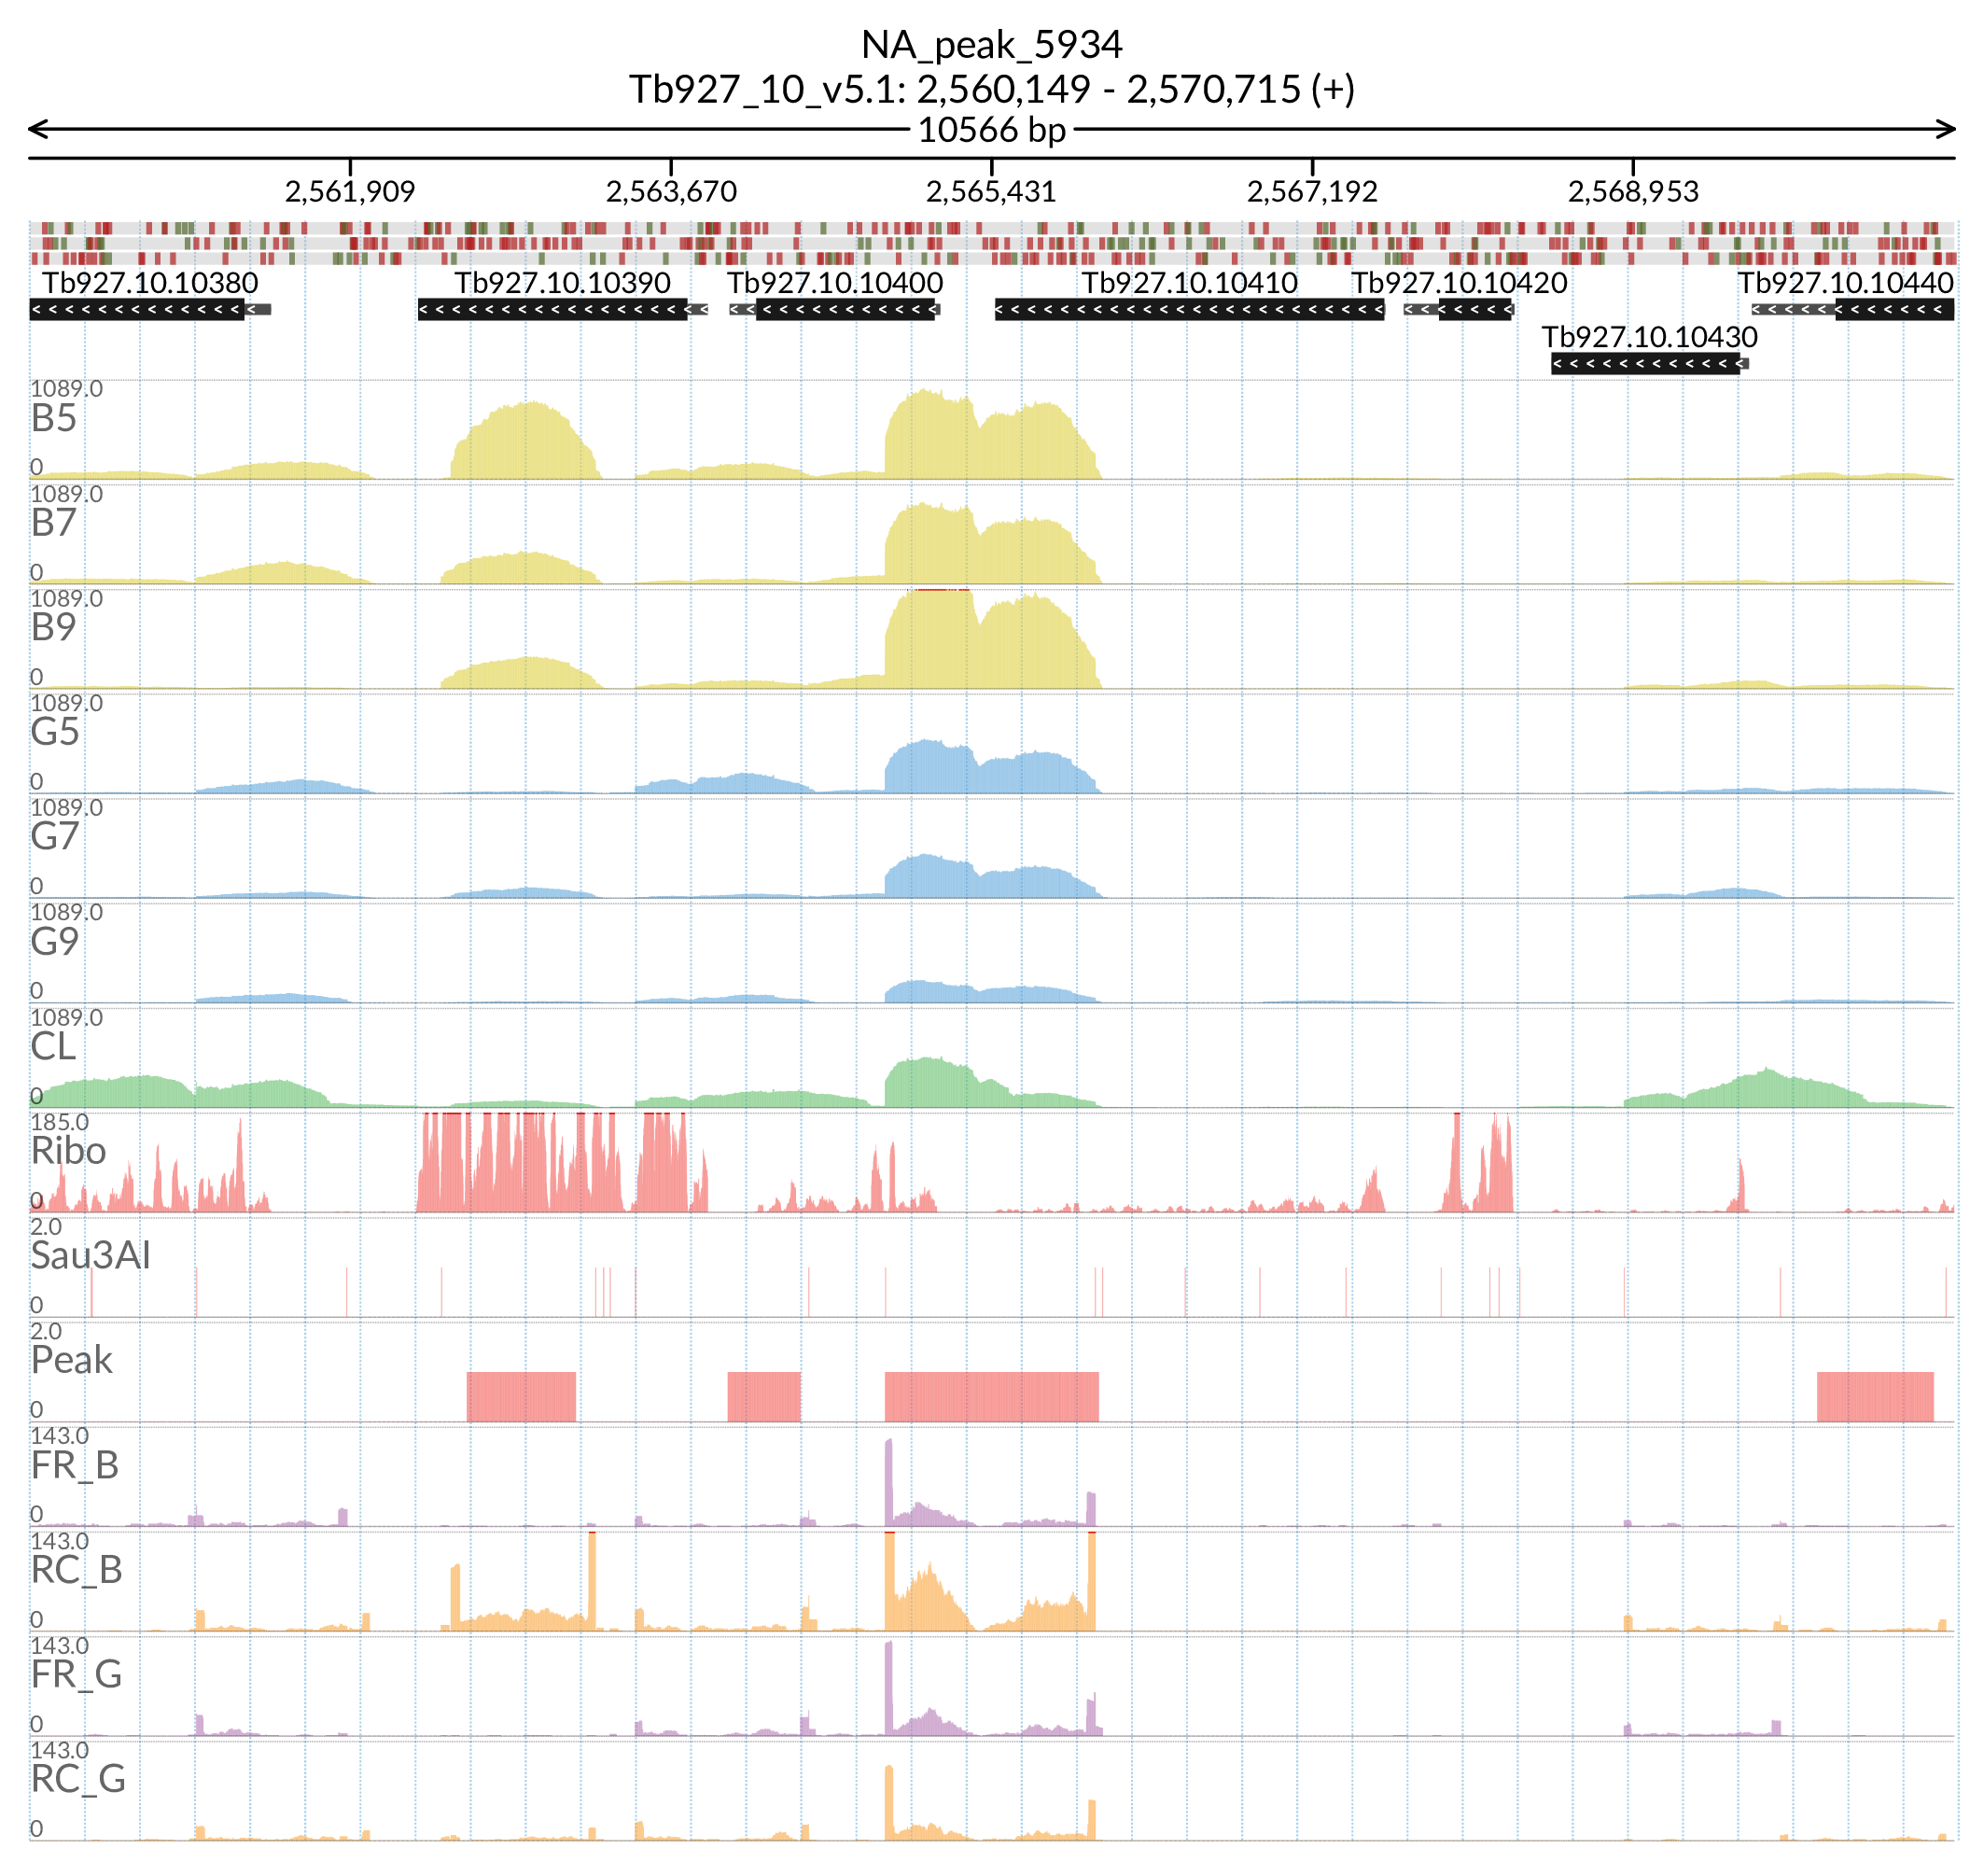 NA_peak_5934
Tb927_10_v5.1: 2,560,149 - 2,570,715 (+)
10566 bp
2,561,909 2,563,670 2,565,431 2,567,192 2,568,953
Tb927.10.10380 Tb927.10.10390 Tb927.10.10400 Tb927.10.10410 Tb927.10.10420 Tb927.10.10440
Tb927.10.10430
1089.0
B5
0
1089.0
B7
0
1089.0
B9
0
1089.0
G5
0
1089.0
G7
0
1089.0
G9
0
1089.0
CL
0
185.0
Ribo
0
2.0
Sau3AI
0
2.0
Peak
0
143.0
FR_B
0
143.0
RC_B
0
143.0
FR_G
0
143.0
RC_G
0